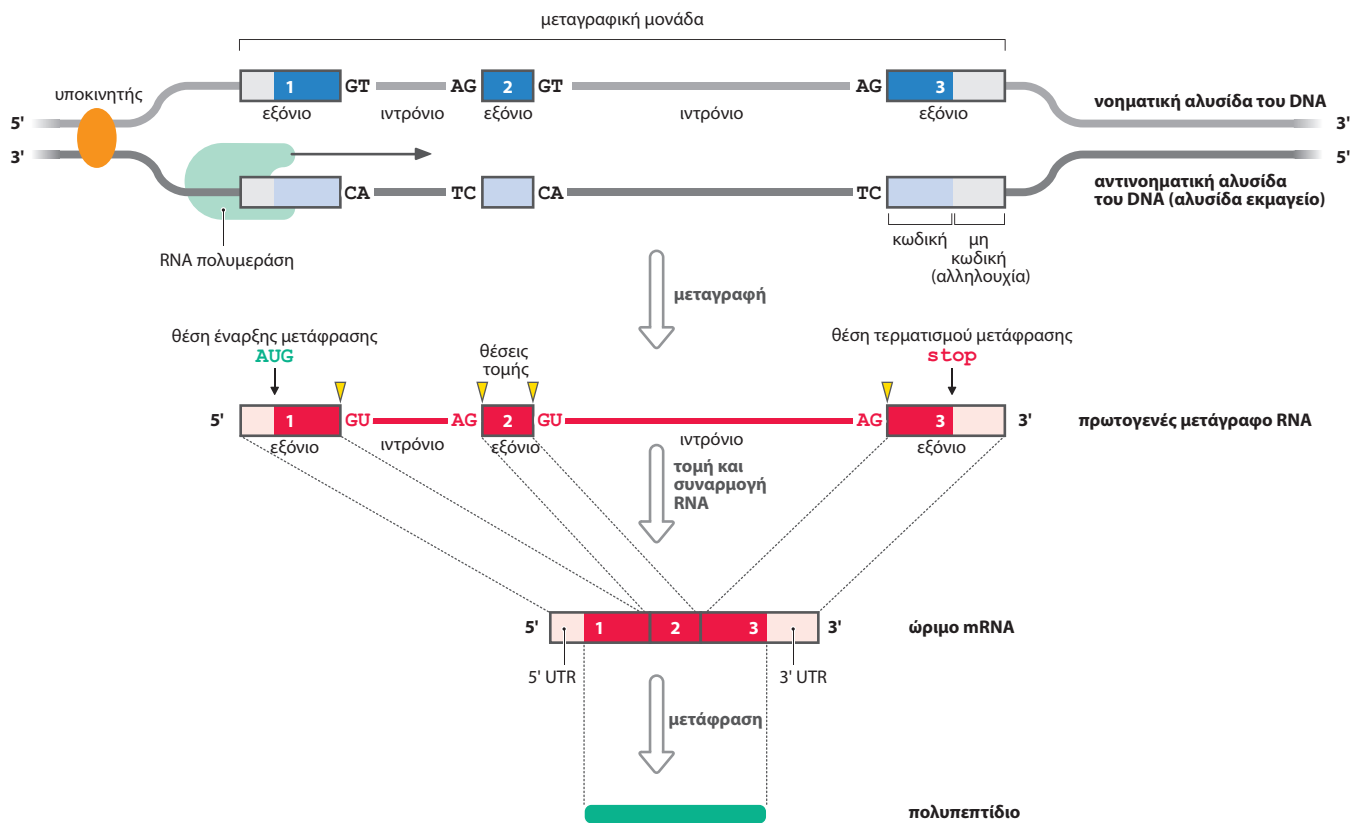 μεταγραφική μονάδα
υποκινητής
1 GT AG 2 GT AG 3
εξόνιο ιντρόνιο εξόνιο ιντρόνιο εξόνιο
νοηματική αλυσίδα του DNA
5' 3'
3' 5'
CA TC CA TC
αντινοηματική αλυσίδα
του DNA (αλυσίδα εκμαγείο)
RNA πολυμεράση
κωδική μη
κωδική
(αλληλουχία)
μεταγραφή
θέση έναρξης μετάφρασης
AUG
θέσεις
τομής
θέση τερματισμού μετάφρασης
stop
5' 1 GU AG 2 GU AG 3 3'
πρωτογενές μετάγραφο RNA
εξόνιο ιντρόνιο εξόνιο ιντρόνιο εξόνιο
τομή και
συναρμογή
RNA
5' 1 2 3 3'
ώριμο mRNA
5' UTR 3' UTR
μετάφραση
πολυπεπτίδιο